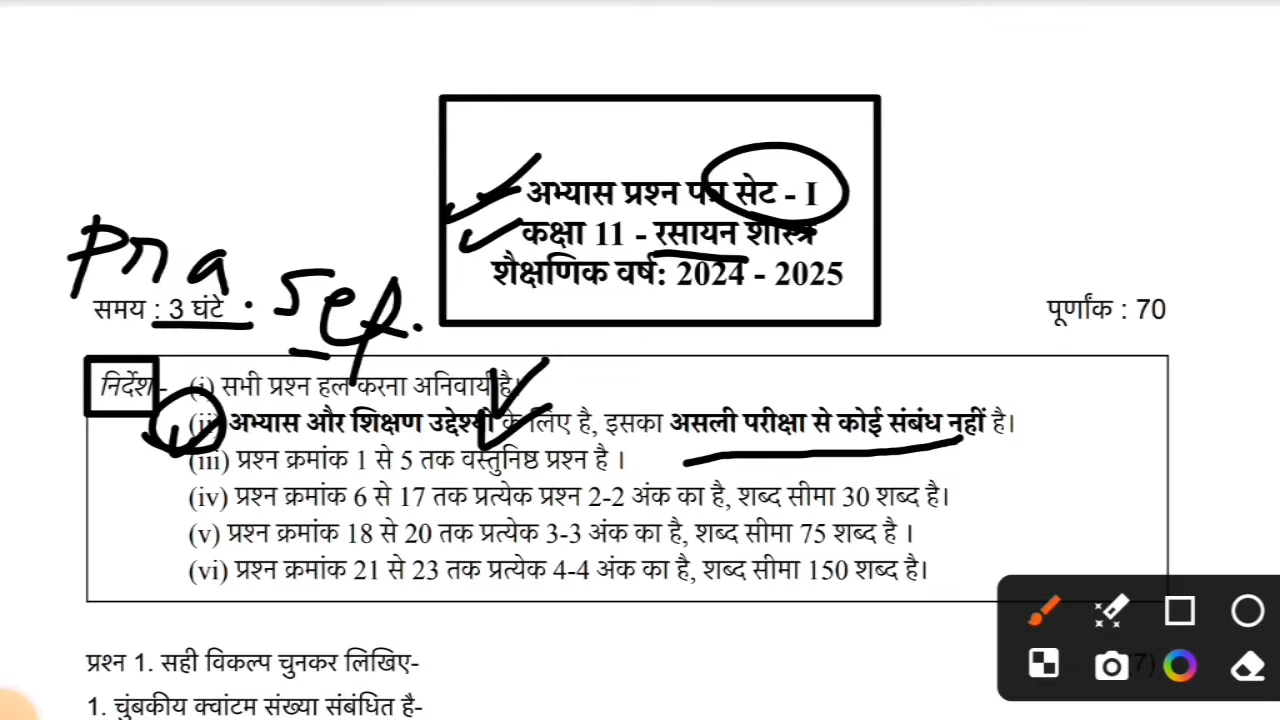 अभ्यास प्रश्न पत्र सेट - I
कक्षा 11 - रसायन शास्त्र
शैक्षणिक वर्ष: 2024 - 2025
pra. Sep.
समय : 3 घंटे
पूर्णांक : 70
निर्देश:- (i) सभी प्रश्न हल करना अनिवार्य है।
(ii) अभ्यास और शिक्षण उद्देश्यों के लिए है, इसका असली परीक्षा से कोई संबंध नहीं है।
(iii) प्रश्न क्रमांक 1 से 5 तक वस्तुनिष्ठ प्रश्न है ।
(iv) प्रश्न क्रमांक 6 से 17 तक प्रत्येक प्रश्न 2-2 अंक का है, शब्द सीमा 30 शब्द है।
(v) प्रश्न क्रमांक 18 से 20 तक प्रत्येक 3-3 अंक का है, शब्द सीमा 75 शब्द है ।
(vi) प्रश्न क्रमांक 21 से 23 तक प्रत्येक 4-4 अंक का है, शब्द सीमा 150 शब्द है।
प्रश्न 1. सही विकल्प चुनकर लिखिए-
1. चुंबकीय क्वांटम संख्या संबंधित है-